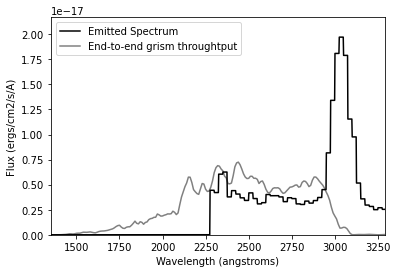 1e−17
Emitted Spectrum
End-to-end grism throughtput
2.00
1.75
1.50
1.25
1.00
0.75
0.50
0.25
0.00
Flux (ergs/cm2/s/A)
1500 1750 2000 2250 2500 2750 3000 3250
Wavelength (angstroms)